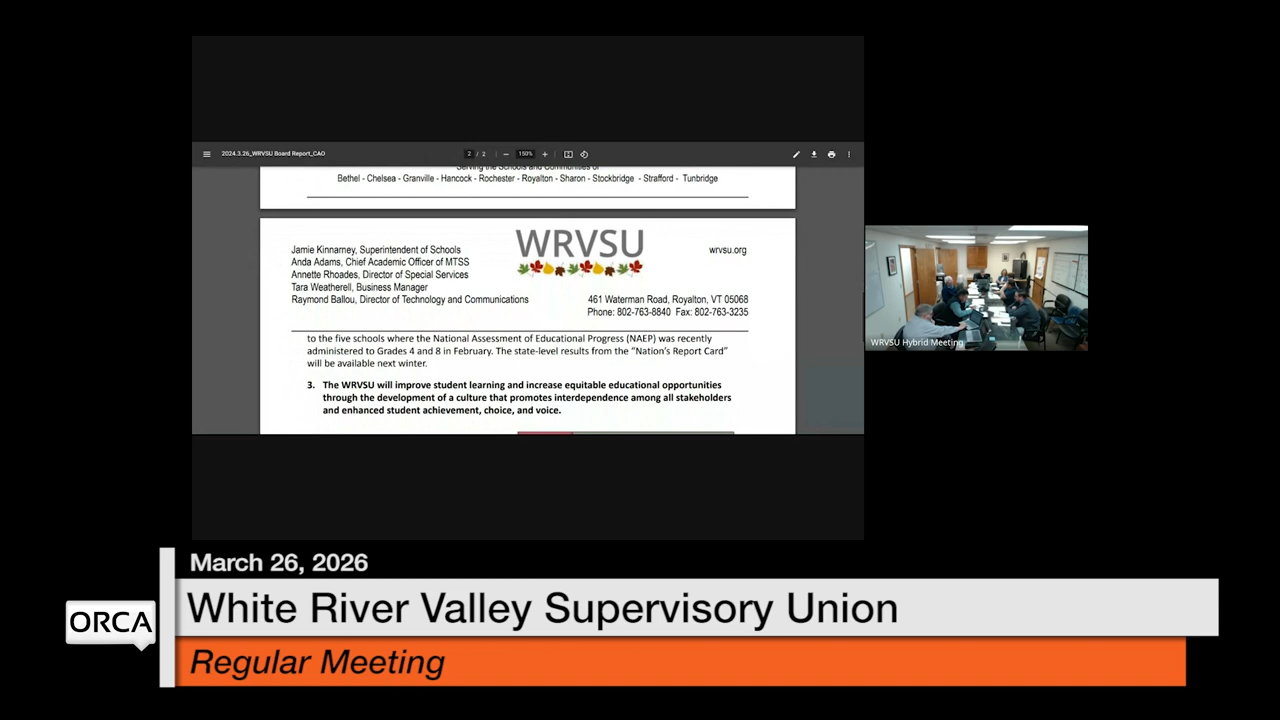 2024.3.26_WRVSU Board Report_CAO
2 / 2
150%
Serving the Schools and Communities of
Bethel - Chelsea - Granville - Hancock - Rochester - Royalton - Sharon - Stockbridge - Strafford - Tunbridge
Jamie Kinnarney, Superintendent of Schools
Anda Adams, Chief Academic Officer of MTSS
Annette Rhoades, Director of Special Services
Tara Weatherell, Business Manager
Raymond Ballou, Director of Technology and Communications
WRVSU
wrvsu.org
461 Waterman Road, Royalton, VT 05068
Phone: 802-763-8840 Fax: 802-763-3235
to the five schools where the National Assessment of Educational Progress (NAEP) was recently
administered to Grades 4 and 8 in February. The state-level results from the “Nation’s Report Card”
will be available next winter.
3. The WRVSU will improve student learning and increase equitable educational opportunities
through the development of a culture that promotes interdependence among all stakeholders
and enhanced student achievement, choice, and voice.
WRVSU Hybrid Meeting
March 26, 2026
White River Valley Supervisory Union
ORCA
Regular Meeting